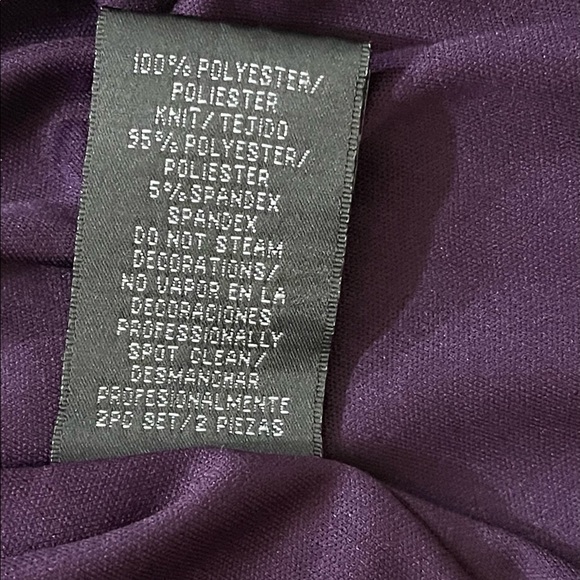 100% POLYESTER/
POLIESTER
KNIT/TEJIDO
95% POLYESTER/
POLIESTER
5% SPANDEX
SPANDEX
DO NOT STEAM
DECORATIONS/
NO VAPOR EN LA
DECORACIONES
PROFESSIONALLY
SPOT CLEAN/
DESMANCHAR
PROFESIONALMENTE
2PC SET/2 PIEZAS